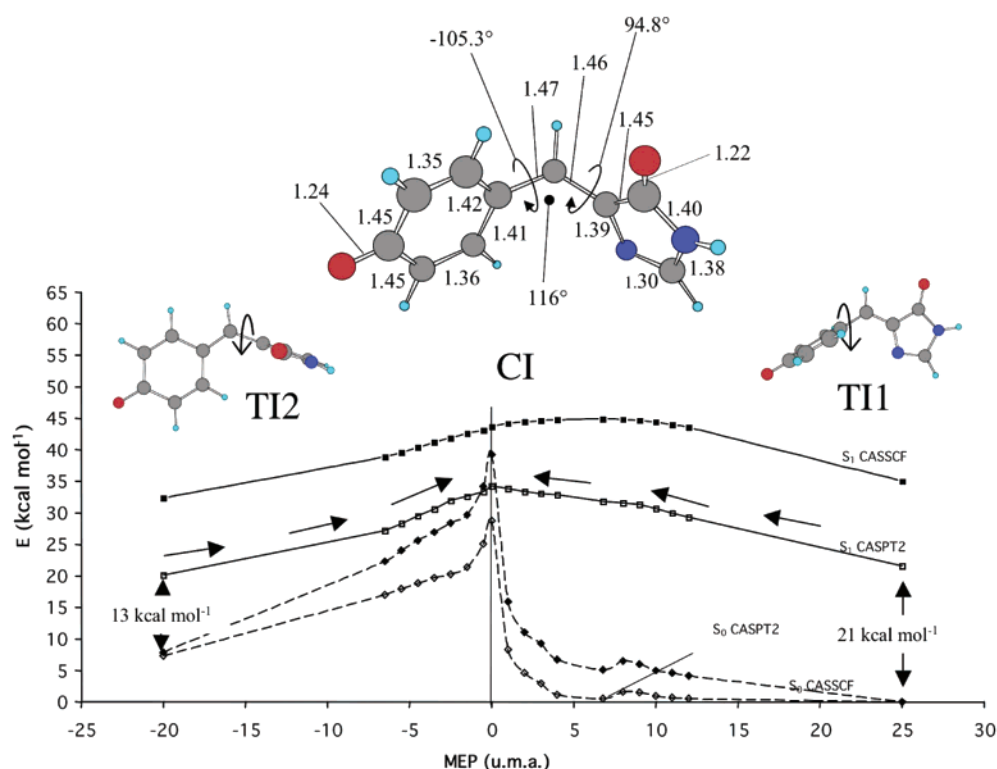 -105.3°
94.8°
1.46
1.47
1.45
1.35
1.22
1.24
1.42
1.40
1.45
1.41
1.39
1.45
1.36
1.30
1.38
116°
CI
TI2
TI1
65
60
55
50
45
40
35
30
25
20
15
10
5
0
E (kcal mol-1)
S1 CASSCF
S1 CASPT2
13 kcal mol-1
21 kcal mol-1
S0 CASPT2
S0 CASSCF
-25 -20 -15 -10 -5 0 5 10 15 20 25 30
MEP (u.m.a.)